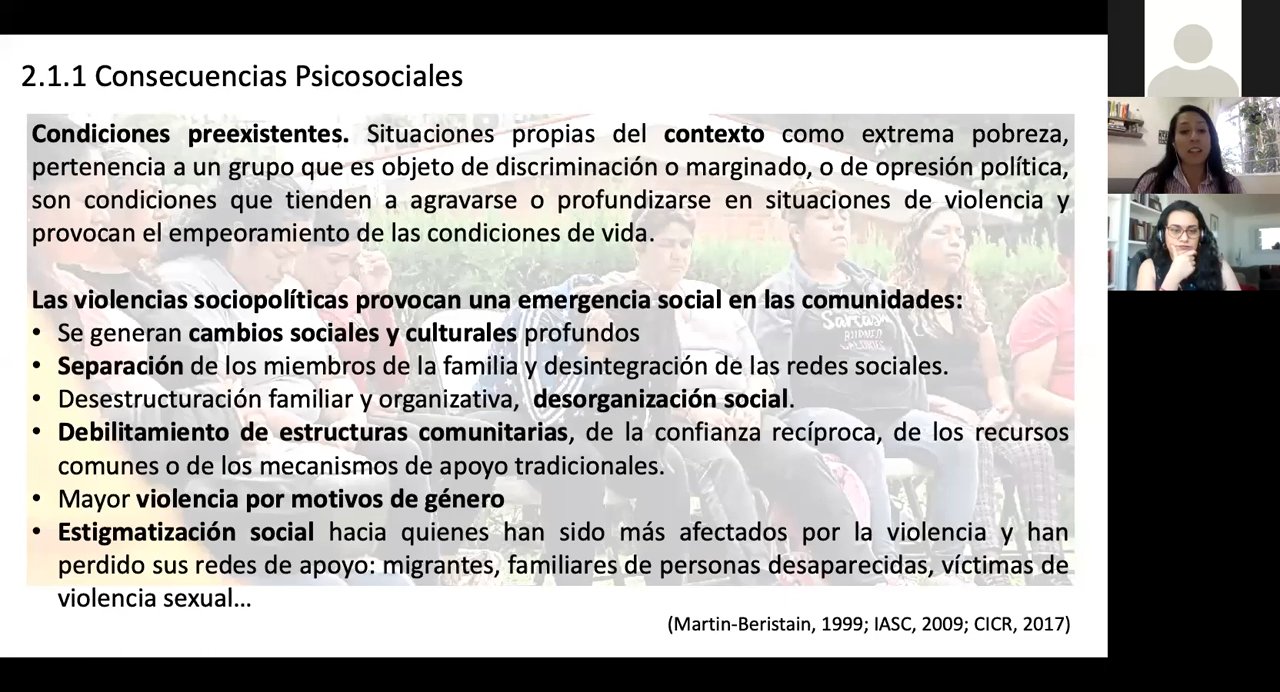 2.1.1 Consecuencias Psicosociales
Condiciones preexistentes. Situaciones propias del contexto como extrema pobreza,
pertenencia a un grupo que es objeto de discriminación o marginado, o de opresión política,
son condiciones que tienden a agravarse o profundizarse en situaciones de violencia y
provocan el empeoramiento de las condiciones de vida.
Las violencias sociopolíticas provocan una emergencia social en las comunidades:
• Se generan cambios sociales y culturales profundos
• Separación de los miembros de la familia y desintegración de las redes sociales.
• Desestructuración familiar y organizativa, desorganización social.
• Debilitamiento de estructuras comunitarias, de la confianza recíproca, de los recursos
comunes o de los mecanismos de apoyo tradicionales.
• Mayor violencia por motivos de género
• Estigmatización social hacia quienes han sido más afectados por la violencia y han
perdido sus redes de apoyo: migrantes, familiares de personas desaparecidas, víctimas de
violencia sexual...
(Martin-Beristain, 1999; IASC, 2009; CICR, 2017)